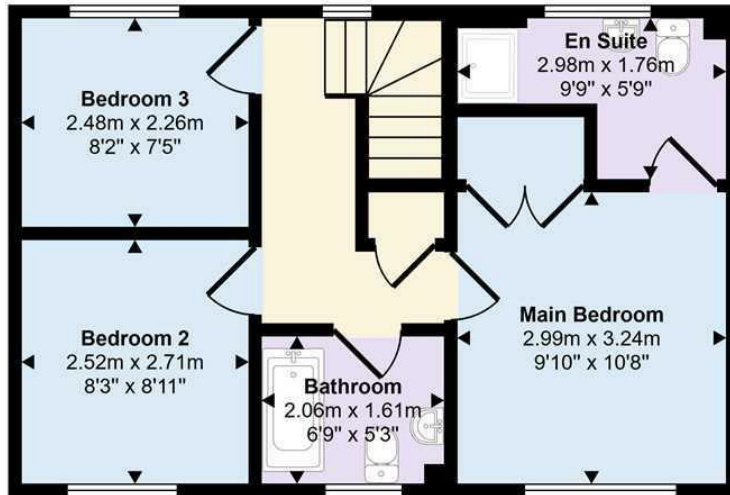 Bedroom 3
2.48m x 2.26m
8'2" x 7'5"
En Suite
2.98m x 1.76m
9'9" x 5'9"
Bedroom 2
2.52m x 2.71m
8'3" x 8'11"
Bathroom
2.06m x 1.61m
6'9" x 5'3"
Main Bedroom
2.99m x 3.24m
9'10" x 10'8"